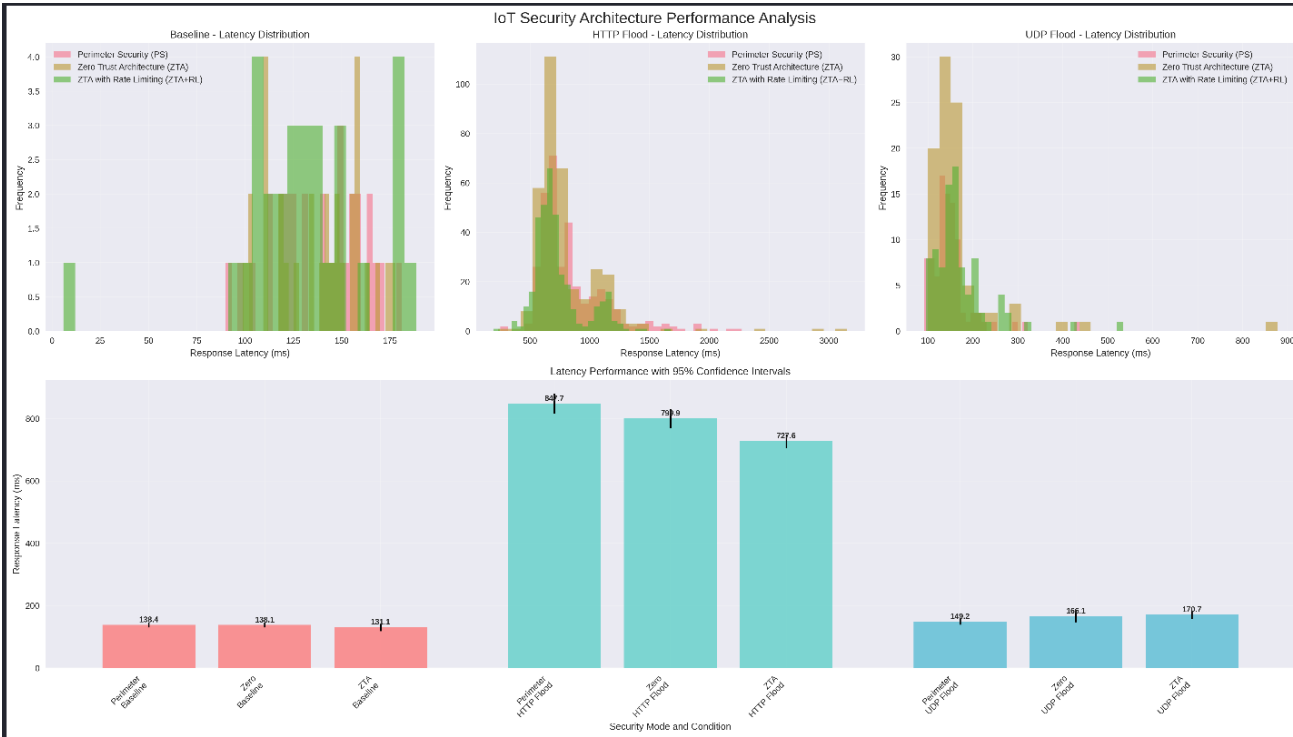 IoT Security Architecture Performance Analysis
Baseline - Latency Distribution
Perimeter Security (PS)
Zero Trust Architecture (ZTA)
ZTA with Rate Limiting (ZTA+RL)
4.0
3.5
3.0
2.5
2.0
1.5
1.0
0.5
0.0
Frequency
0 25 50 75 100 125 150 175
Response Latency (ms)
HTTP Flood - Latency Distribution
Perimeter Security (PS)
Zero Trust Architecture (ZTA)
ZTA with Rate Limiting (ZTA+RL)
100
80
60
40
20
0
Frequency
500 1000 1500 2000 2500 3000
Response Latency (ms)
UDP Flood - Latency Distribution
Perimeter Security (PS)
Zero Trust Architecture (ZTA)
ZTA with Rate Limiting (ZTA+RL)
30
25
20
15
10
5
0
Frequency
100 200 300 400 500 600 700 800 900
Response Latency (ms)
Latency Performance with 95% Confidence Intervals
800
600
400
200
0
Response Latency (ms)
138.4
138.1
131.1
847.7
799.9
727.6
149.2
166.1
170.7
Perimeter
Baseline
Zero
Baseline
ZTA
Baseline
Perimeter
HTTP Flood
Zero
HTTP Flood
ZTA
HTTP Flood
Perimeter
UDP Flood
Zero
UDP Flood
ZTA
UDP Flood
Security Mode and Condition